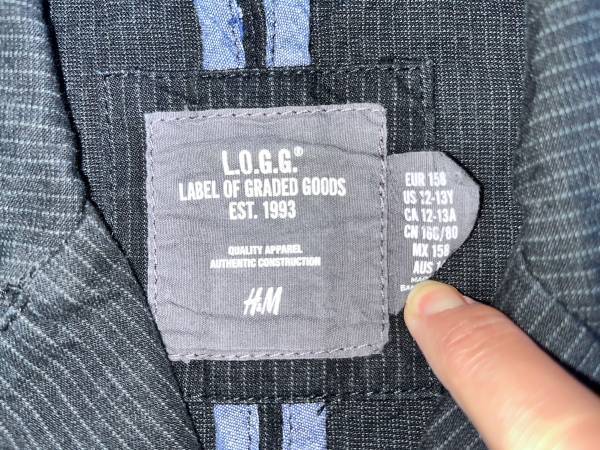 L.O.G.G.®
LABEL OF GRADED GOODS
EST. 1993
QUALITY APPAREL
AUTHENTIC CONSTRUCTION
H&M
EUR 158
US 12-13Y
CA 12-13A
CN 160/80
MX 158
AUS